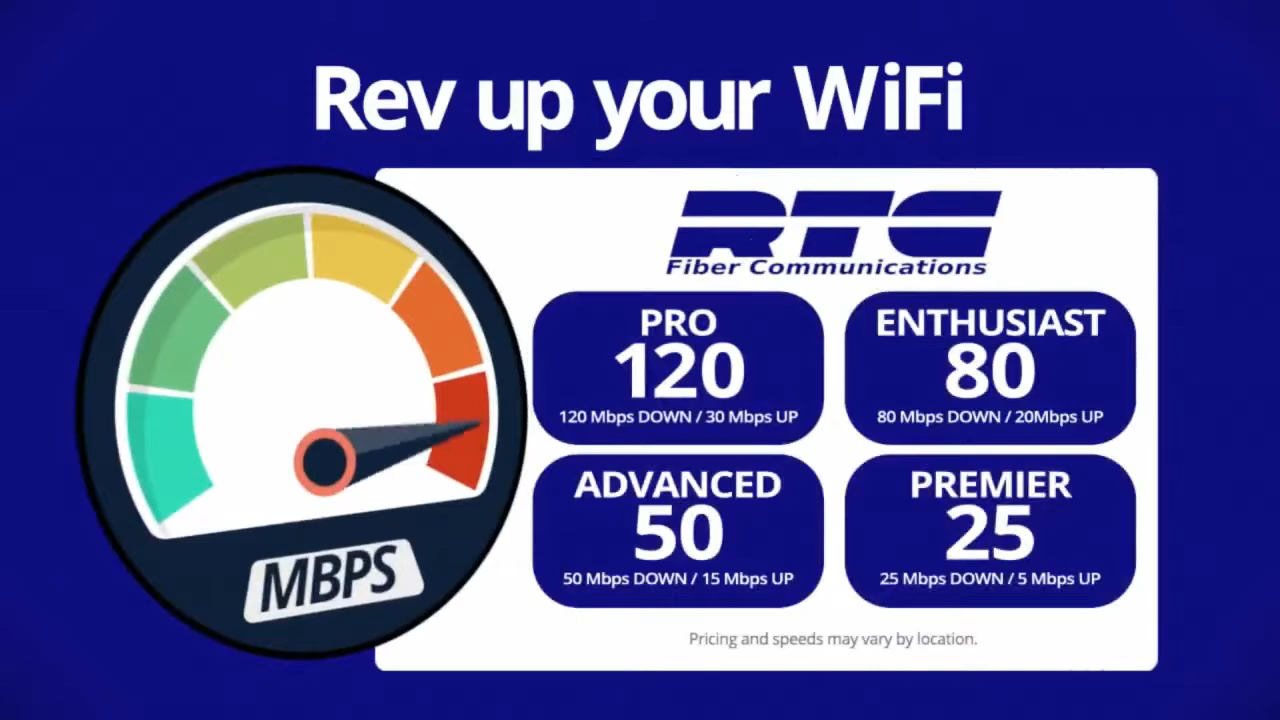 Rev up your WiFi
RTC
Fiber Communications
PRO
120
120 Mbps DOWN / 30 Mbps UP
ENTHUSIAST
80
80 Mbps DOWN / 20Mbps UP
ADVANCED
50
50 Mbps DOWN / 15 Mbps UP
PREMIER
25
25 Mbps DOWN / 5 Mbps UP
MBPS
Pricing and speeds may vary by location.